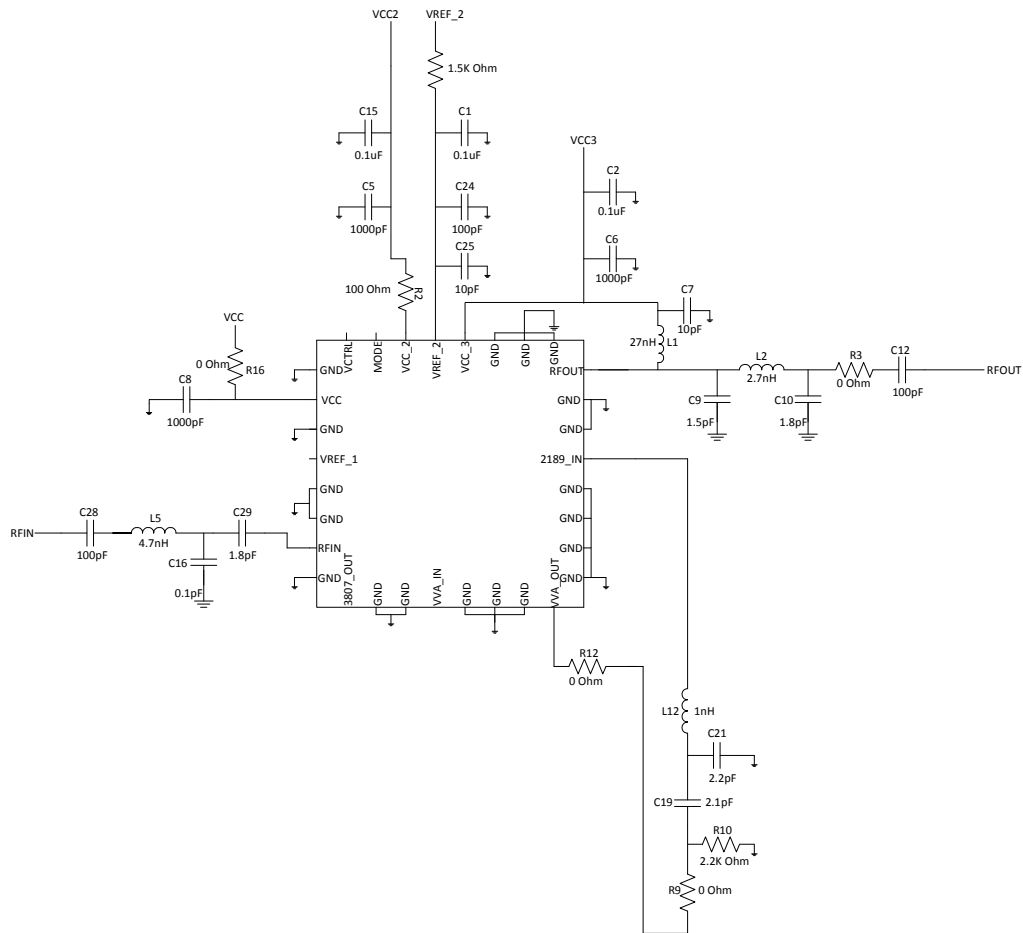 VCC2
VREF_2
1.5K Ohm
C15
0.1uF
C1
0.1uF
VCC3
C2
0.1uF
C5
1000pF
C24
100pF
C25
10pF
C6
1000pF
100 Ohm
R2
C7
10pF
27nH
L1
VCC
0 Ohm
R16
C8
1000pF
VCTRL
MODE
VCC_2
VREF_2
VCC_3
GND
GND
GND
GND
VCC
GND
VREF_1
GND
GND
RFIN
GND
RFOUT
GND
GND
2189_IN
GND
GND
GND
GND
3807_OUT
GND
GND
VVA_IN
GND
GND
GND
VVA_OUT
L2
2.7nH
R3
0 Ohm
C12
100pF
RFOUT
C9
1.5pF
C10
1.8pF
RFIN
C28
100pF
L5
4.7nH
C29
1.8pF
C16
0.1pF
R12
0 Ohm
L12
1nH
C21
2.2pF
C19
2.1pF
R10
2.2K Ohm
R9
0 Ohm